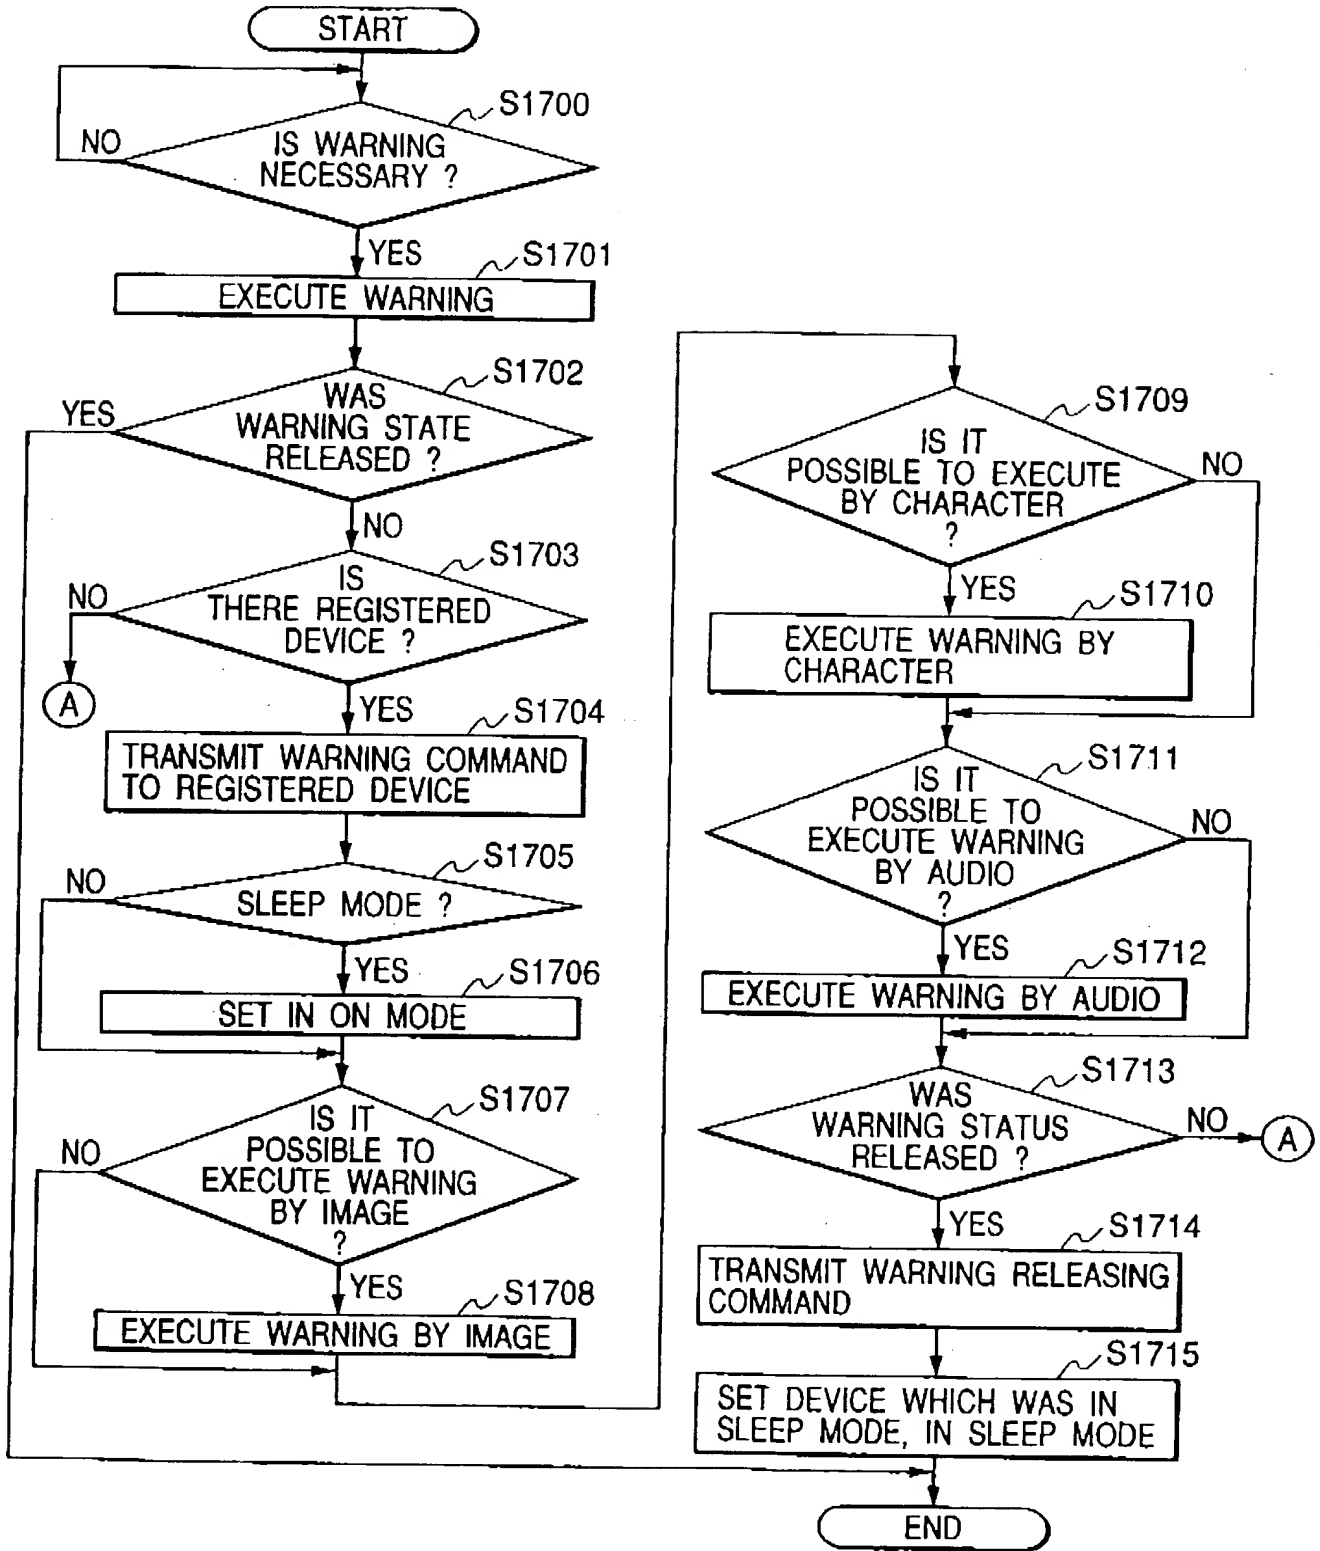 START
S1700
NO
IS WARNING
NECESSARY ?
YES
S1701
EXECUTE WARNING
S1702
YES
WAS
WARNING STATE
RELEASED ?
NO
S1703
NO
IS
THERE REGISTERED
DEVICE ?
A
YES
S1704
TRANSMIT WARNING COMMAND
TO REGISTERED DEVICE
S1705
NO
SLEEP MODE ?
YES
S1706
SET IN ON MODE
S1707
NO
IS IT
POSSIBLE TO
EXECUTE WARNING
BY IMAGE
?
YES
S1708
EXECUTE WARNING BY IMAGE
S1709
IS IT
POSSIBLE TO EXECUTE
BY CHARACTER
?
NO
YES
S1710
EXECUTE WARNING BY
CHARACTER
S1711
IS IT
POSSIBLE TO
EXECUTE WARNING
BY AUDIO
?
NO
YES
S1712
EXECUTE WARNING BY AUDIO
S1713
WAS
WARNING STATUS
RELEASED ?
NO
A
YES
S1714
TRANSMIT WARNING RELEASING
COMMAND
S1715
SET DEVICE WHICH WAS IN
SLEEP MODE, IN SLEEP MODE
END